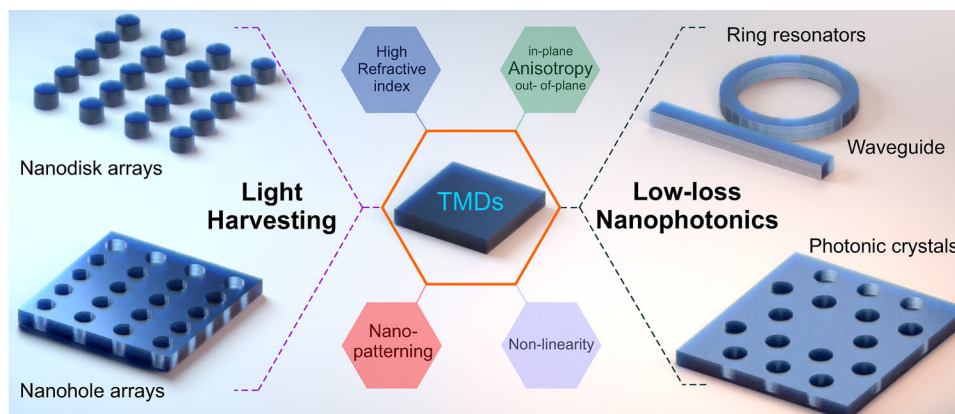 Nanodisk arrays
Light
Harvesting
Nanohole arrays
High
Refractive
index
in-plane
Anisotropy
out- of-plane
TMDs
Nano-
patterning
Non-linearity
Ring resonators
Waveguide
Low-loss
Nanophotonics
Photonic crystals